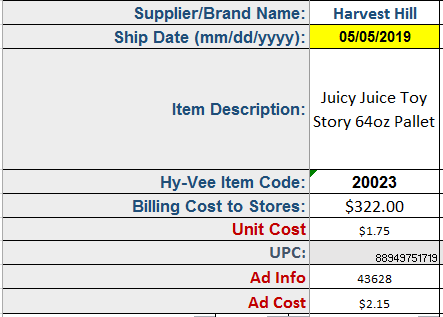 Supplier/Brand Name: Harvest Hill
Ship Date (mm/dd/yyyy): 05/05/2019
Item Description: Juicy Juice Toy
Story 64oz Pallet
Hy-Vee Item Code: 20023
Billing Cost to Stores: $322.00
Unit Cost $1.75
UPC: 88949751719
Ad Info 43628
Ad Cost $2.15